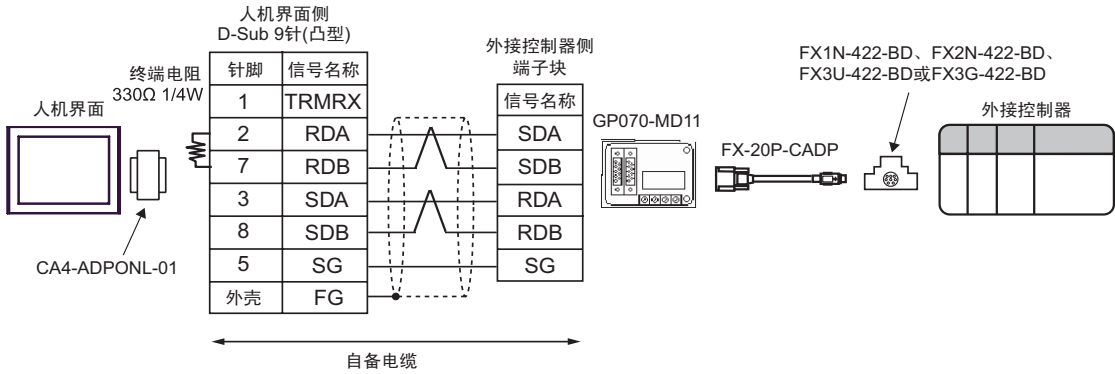 人机界面侧
D-Sub 9针(凸型)
外接控制器侧
端子块
终端电阻
330Ω 1/4W
人机界面
CA4-ADPONL-01
针脚 信号名称
1 TRMRX
2 RDA
7 RDB
3 SDA
8 SDB
5 SG
外壳 FG
信号名称
SDA
SDB
RDA
RDB
SG
自备电缆
GP070-MD11
FX-20P-CADP
FX1N-422-BD、FX2N-422-BD、
FX3U-422-BD或FX3G-422-BD
外接控制器